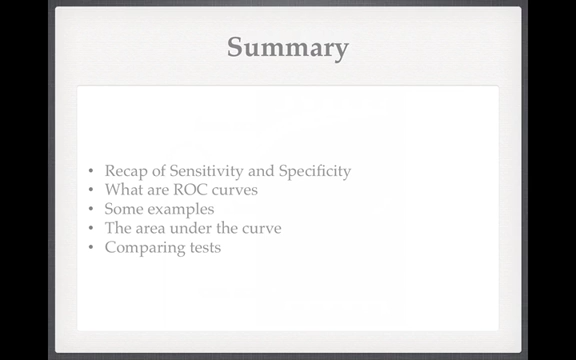 Summary
• Recap of Sensitivity and Specificity
• What are ROC curves
• Some examples
• The area under the curve
• Comparing tests